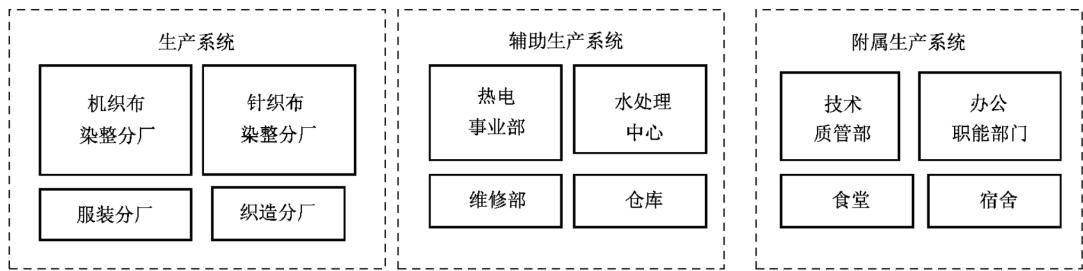 生产系统
机织布
染整分厂
针织布
染整分厂
服装分厂
织造分厂
辅助生产系统
热电
事业部
水处理
中心
维修部
仓库
附属生产系统
技术
质管部
办公
职能部门
食堂
宿舍